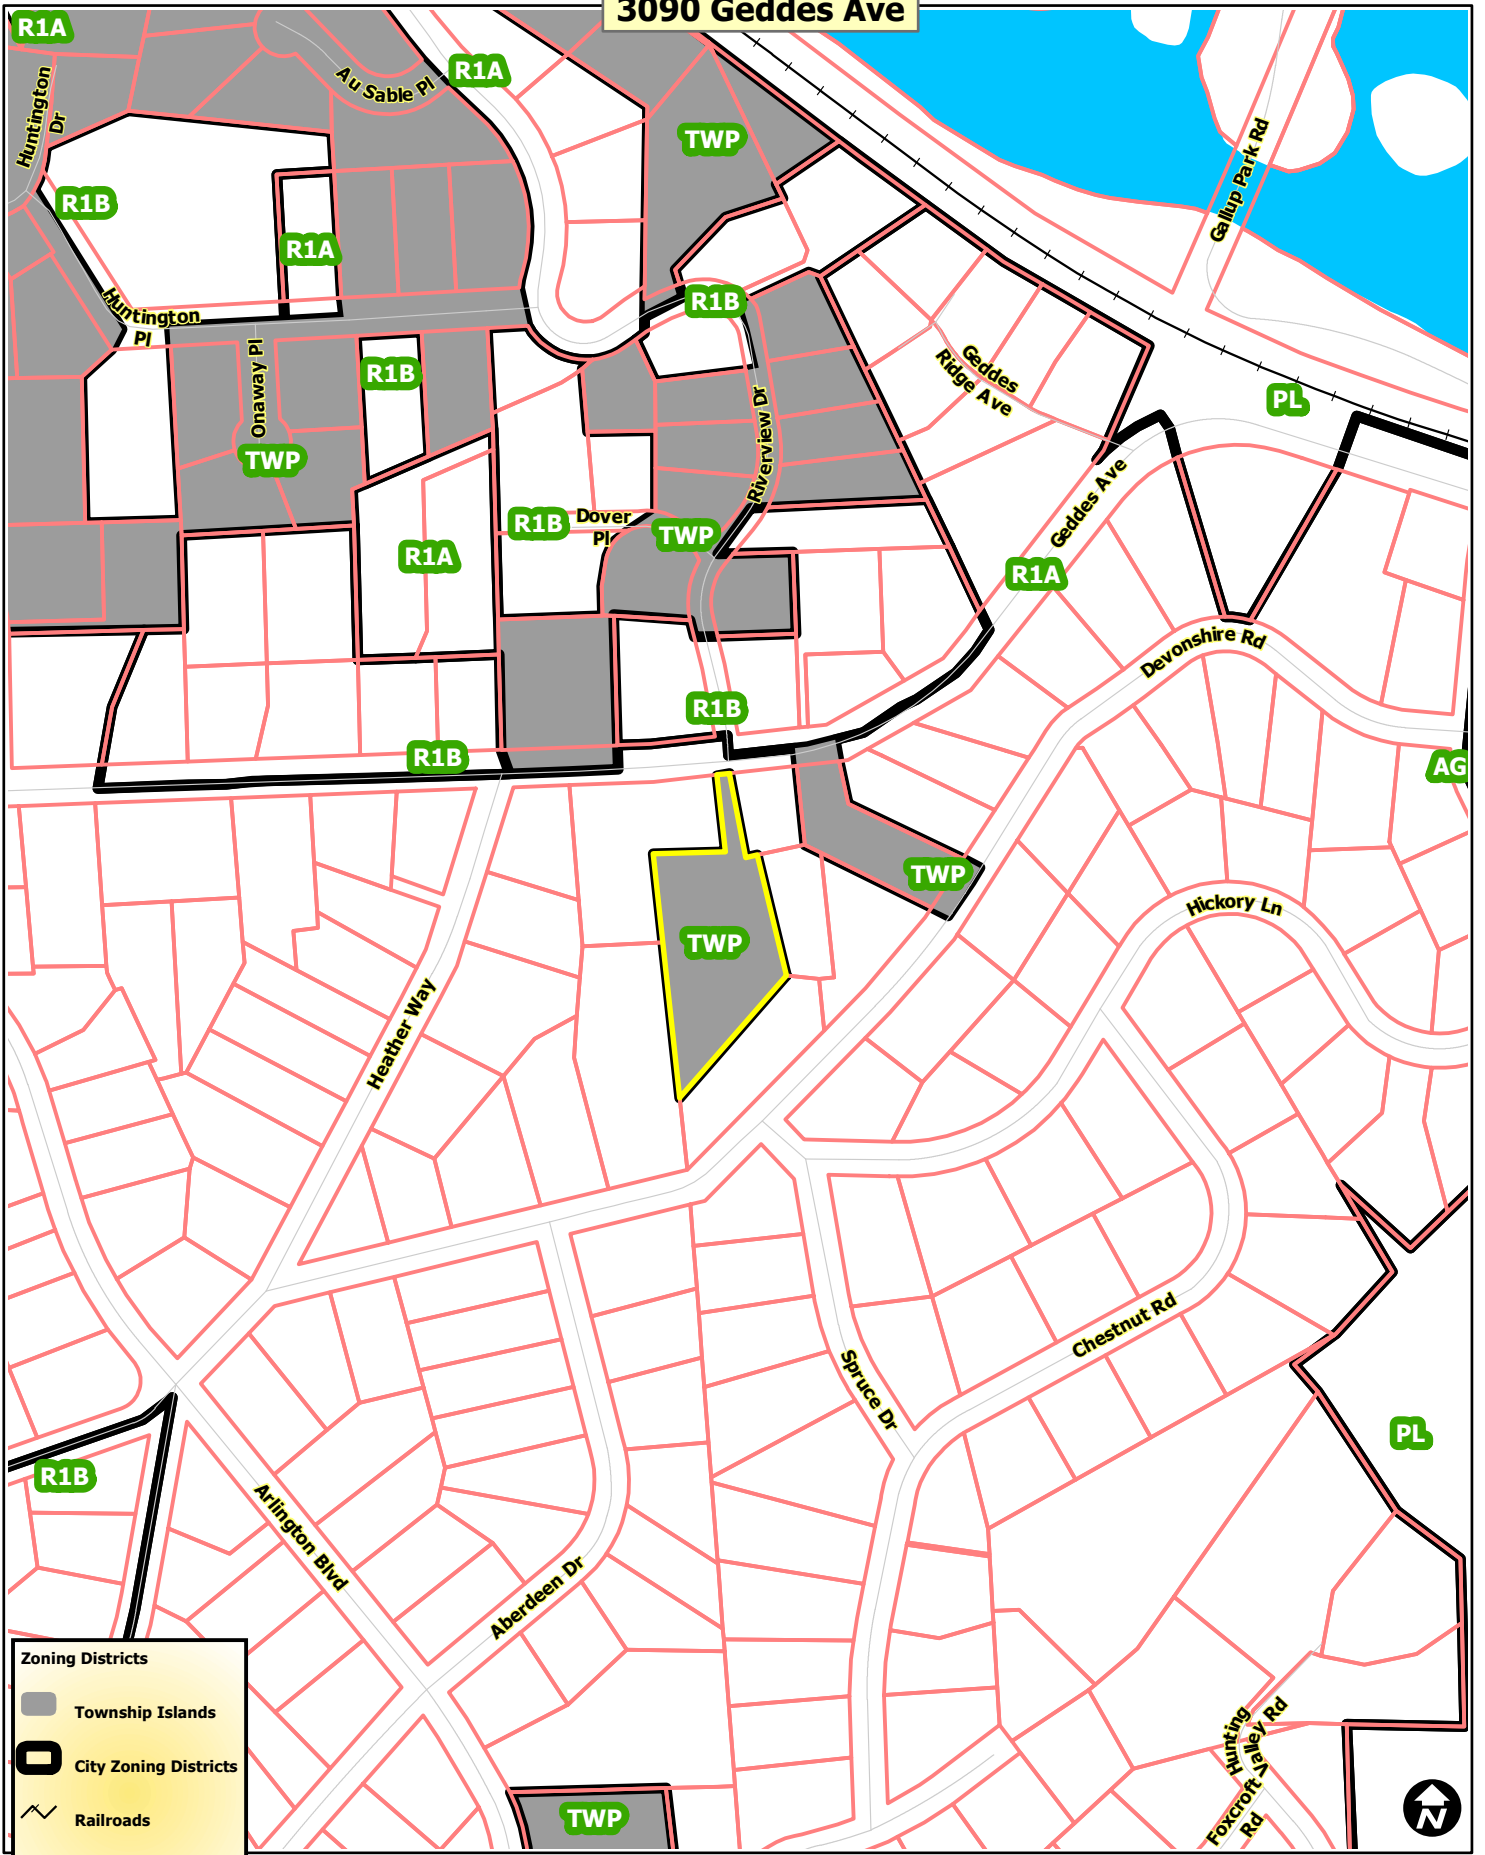 3090 Geddes Ave
R1A
R1A
Au Sable Pl
Huntington
Dr
TWP
Gallup Park Rd
R1B
R1A
R1B
Huntington
Pl
Onaway Pl
R1B
Geddes
Ridge Ave
PL
Riverview Dr
TWP
Geddes Ave
R1B
Dover
Pl
TWP
R1A
R1A
Devonshire Rd
R1B
R1B
AG
TWP
Hickory Ln
TWP
Heather Way
Chestnut Rd
Spruce Dr
PL
R1B
Arlington Blvd
Aberdeen Dr
Hunting
Valley Rd
Foxcroft
Rd
TWP
Zoning Districts
Township Islands
City Zoning Districts
Railroads
N